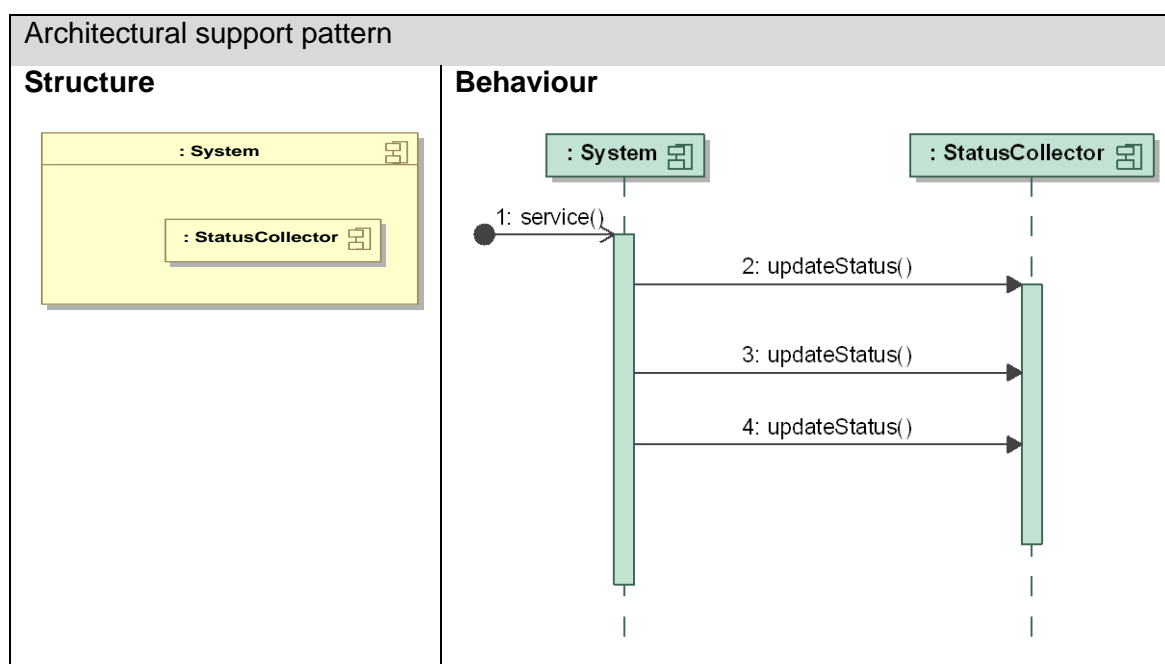 Architectural support pattern
Structure
: System
: StatusCollector
Behaviour
: System
: StatusCollector
1: service()
2: updateStatus()
3: updateStatus()
4: updateStatus()